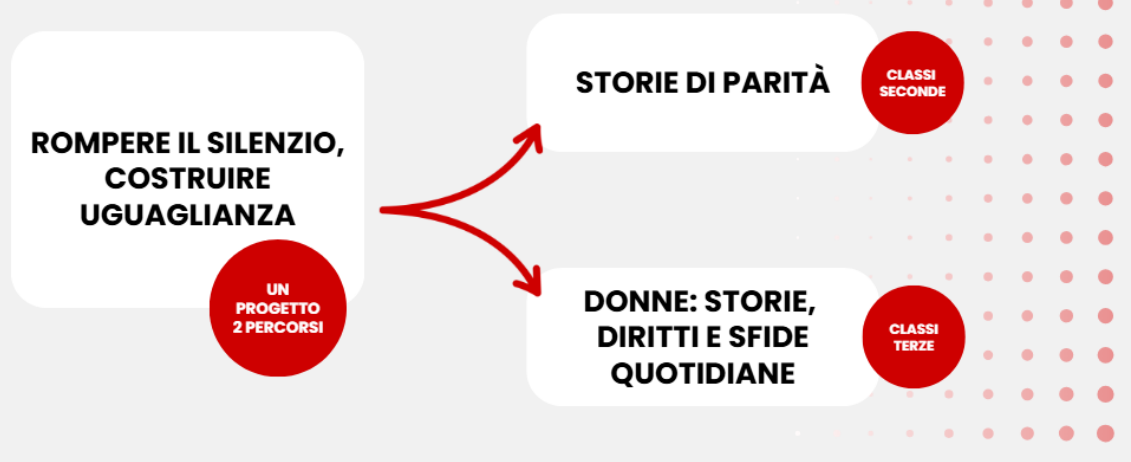 ROMPERE IL SILENZIO,
COSTRUIRE
UGUAGLIANZA
UN
PROGETTO
2 PERCORSI
STORIE DI PARITÀ
CLASSI
SECONDE
DONNE: STORIE,
DIRITTI E SFIDE
QUOTIDIANE
CLASSI
TERZE